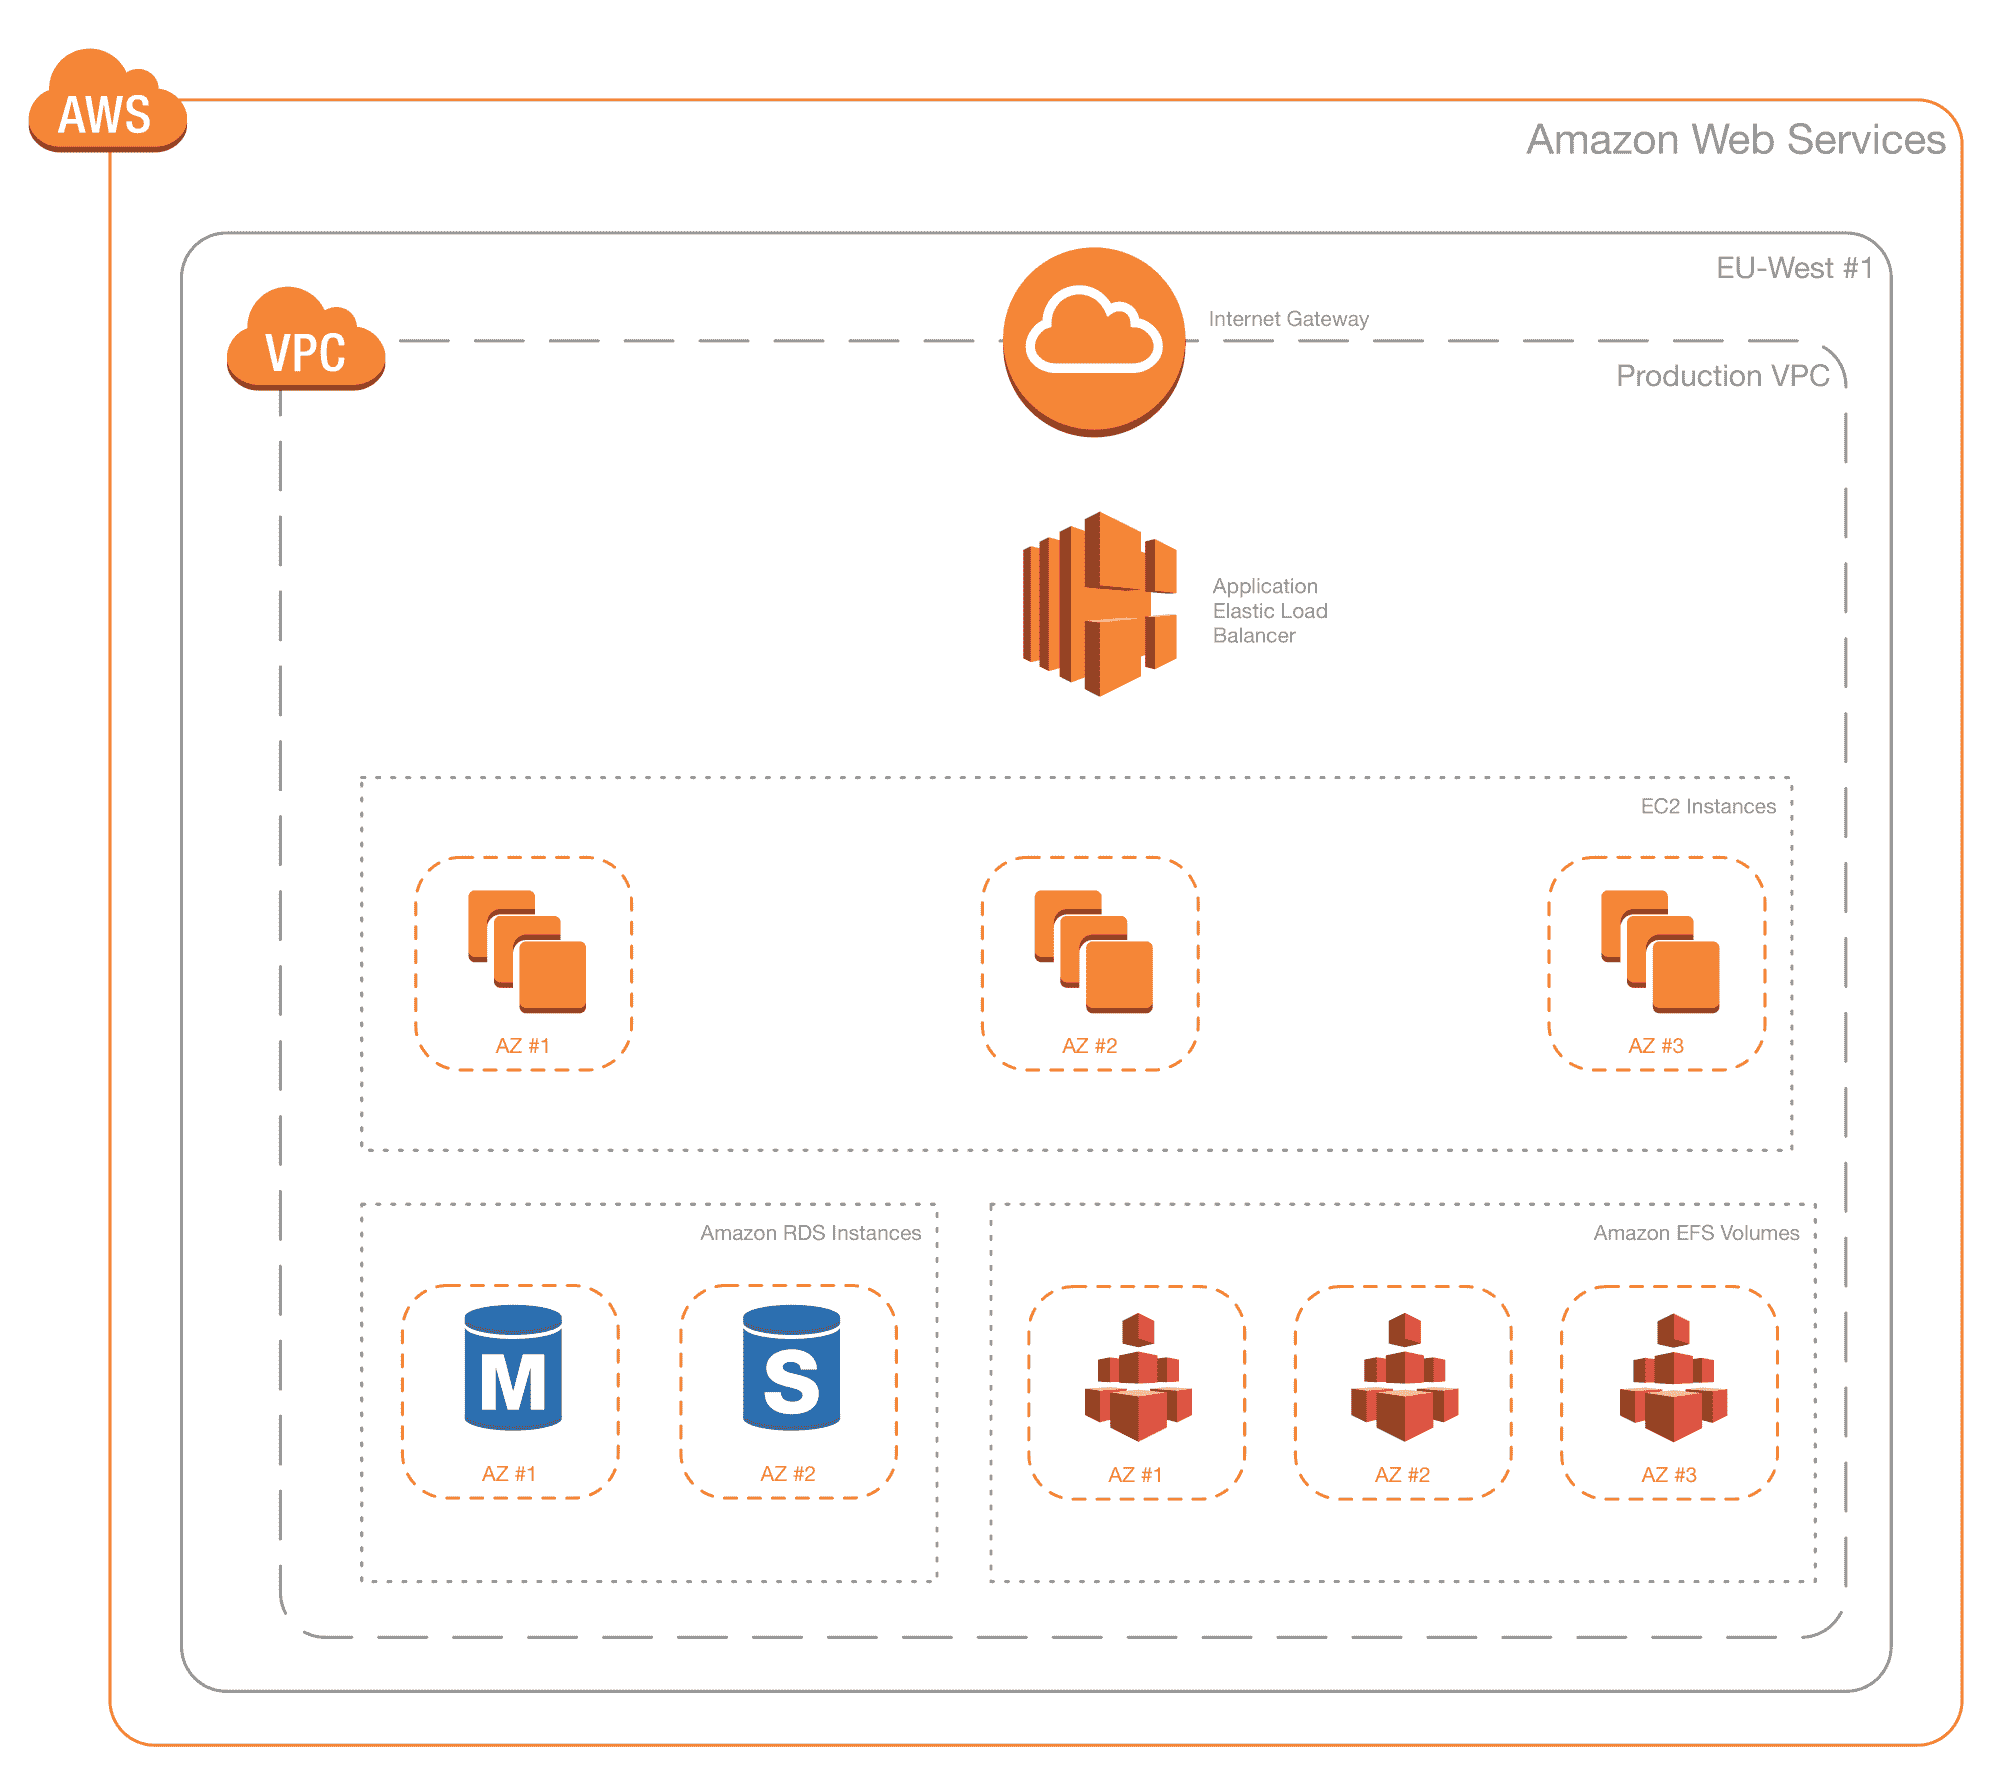 AWS
Amazon Web Services
EU-West #1
Internet Gateway
VPC
Production VPC
Application
Elastic Load
Balancer
EC2 Instances
AZ #1
AZ #2
AZ #3
Amazon RDS Instances
Amazon EFS Volumes
M
S
AZ #1
AZ #2
AZ #1
AZ #2
AZ #3